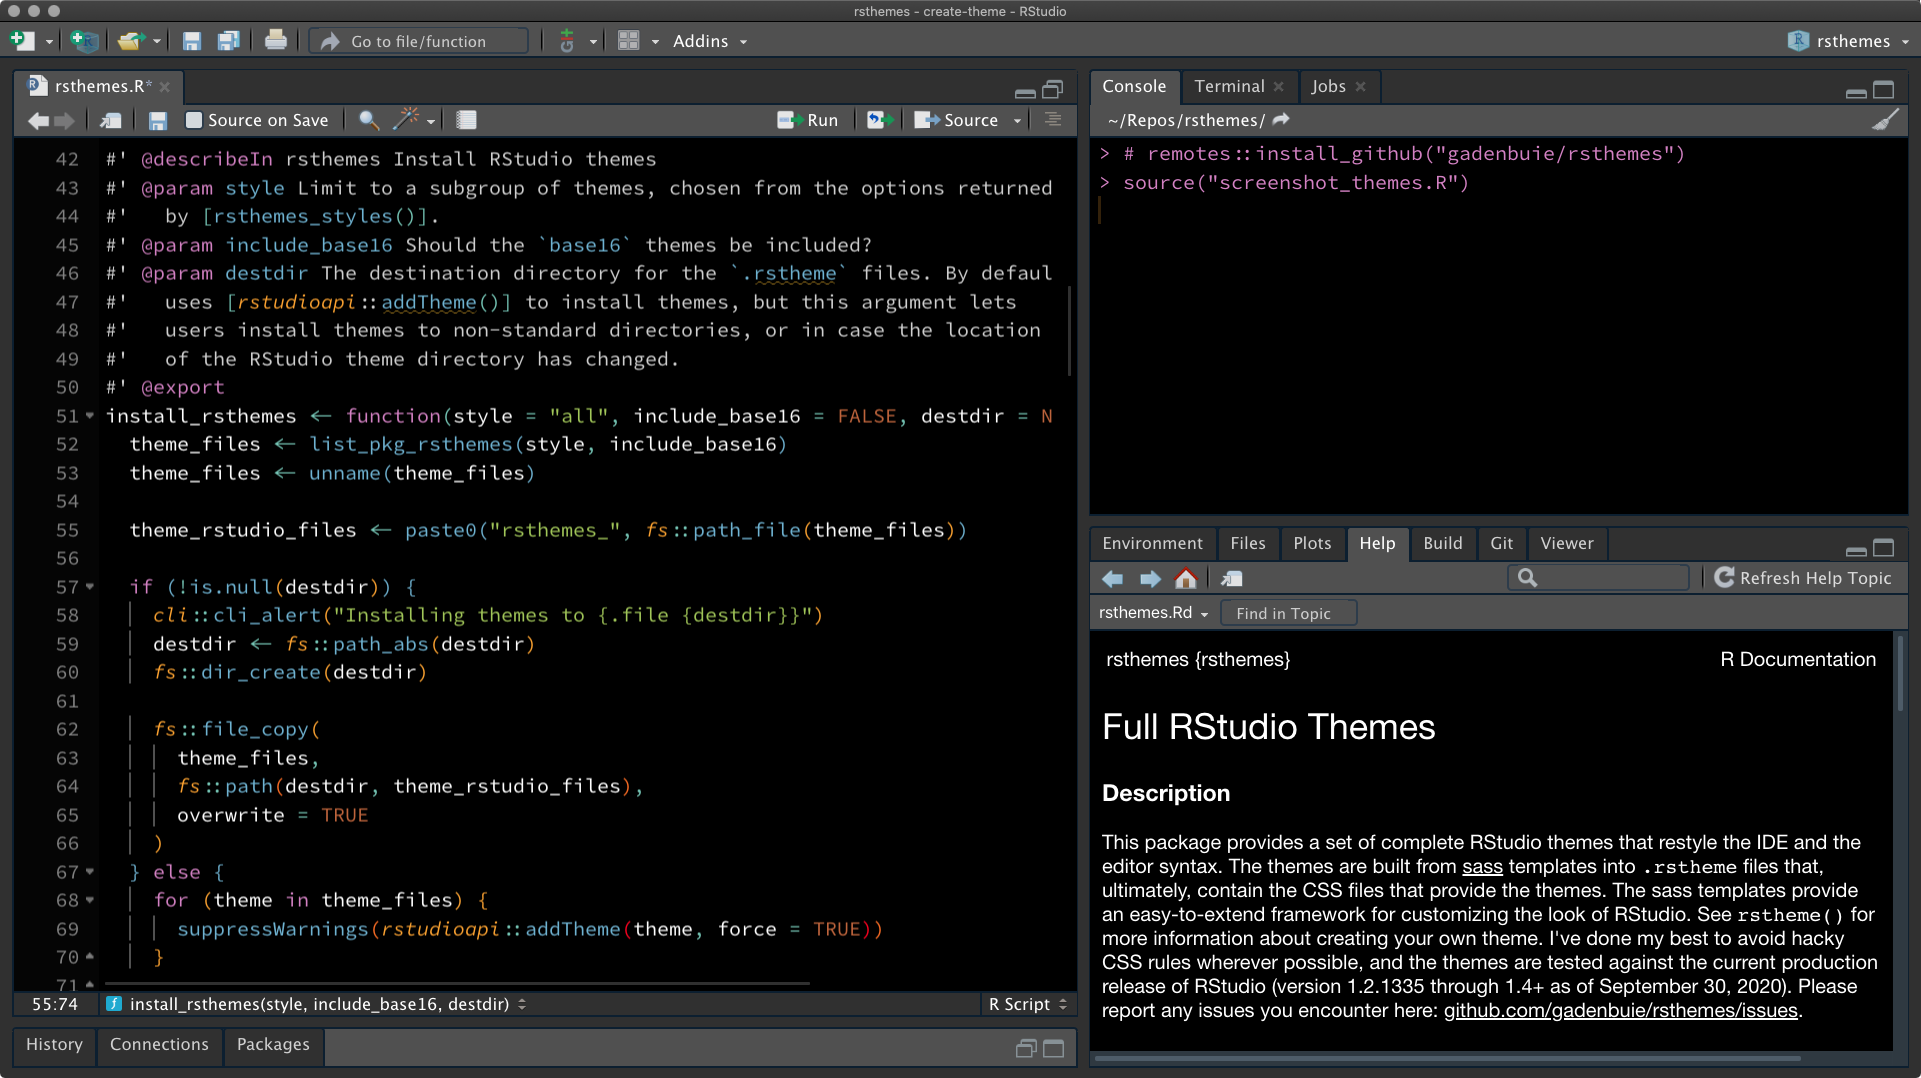 rsthemes - create-theme - RStudio
Go to file/function
Addins
rsthemes
rsthemes.R*
Source on Save
Run
Source
42 #' @describeIn rsthemes Install RStudio themes
43 #' @param style Limit to a subgroup of themes, chosen from the options returned
44 #'   by [rsthemes_styles()].
45 #' @param include_base16 Should the `base16` themes be included?
46 #' @param destdir The destination directory for the `.rstheme` files. By defaul
47 #'   uses [rstudioapi::addTheme()] to install themes, but this argument lets
48 #'   users install themes to non-standard directories, or in case the location
49 #'   of the RStudio theme directory has changed.
50 #' @export
51 install_rsthemes <- function(style = "all", include_base16 = FALSE, destdir = N
52   theme_files <- list_pkg_rsthemes(style, include_base16)
53   theme_files <- unname(theme_files)
54
55   theme_rstudio_files <- paste0("rsthemes_", fs::path_file(theme_files))
56
57   if (!is.null(destdir)) {
58     cli::cli_alert("Installing themes to {.file {destdir}}")
59     destdir <- fs::path_abs(destdir)
60     fs::dir_create(destdir)
61
62     fs::file_copy(
63       theme_files,
64       fs::path(destdir, theme_rstudio_files),
65       overwrite = TRUE
66     )
67   } else {
68     for (theme in theme_files) {
69       suppressWarnings(rstudioapi::addTheme(theme, force = TRUE))
70     }
71
55:74 install_rsthemes(style, include_base16, destdir)
R Script
History
Connections
Packages
Console
Terminal
Jobs
~/Repos/rsthemes/
> # remotes::install_github("gadenbuie/rsthemes")
> source("screenshot_themes.R")
Environment
Files
Plots
Help
Build
Git
Viewer
Refresh Help Topic
rsthemes.Rd
Find in Topic
rsthemes {rsthemes}
R Documentation
Full RStudio Themes
Description
This package provides a set of complete RStudio themes that restyle the IDE and the
editor syntax. The themes are built from sass templates into .rstheme files that,
ultimately, contain the CSS files that provide the themes. The sass templates provide
an easy-to-extend framework for customizing the look of RStudio. See rstheme() for
more information about creating your own theme. I've done my best to avoid hacky
CSS rules wherever possible, and the themes are tested against the current production
release of RStudio (version 1.2.1335 through 1.4+ as of September 30, 2020). Please
report any issues you encounter here: github.com/gadenbuie/rsthemes/issues.